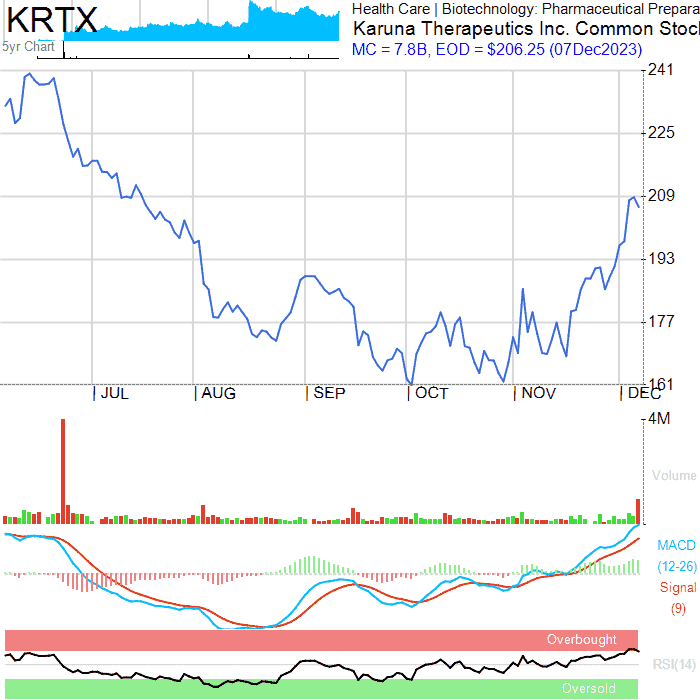 KRTX
5yr Chart
Health Care | Biotechnology: Pharmaceutical Prepara
Karuna Therapeutics Inc. Common Stoc
MC = 7.8B, EOD = $206.25 (07Dec2023)
241
225
209
193
177
161
JUL AUG SEP OCT NOV DEC
4M
Volume
MACD
(12-26)
Signal
(9)
Overbought
RSI(14)
Oversold